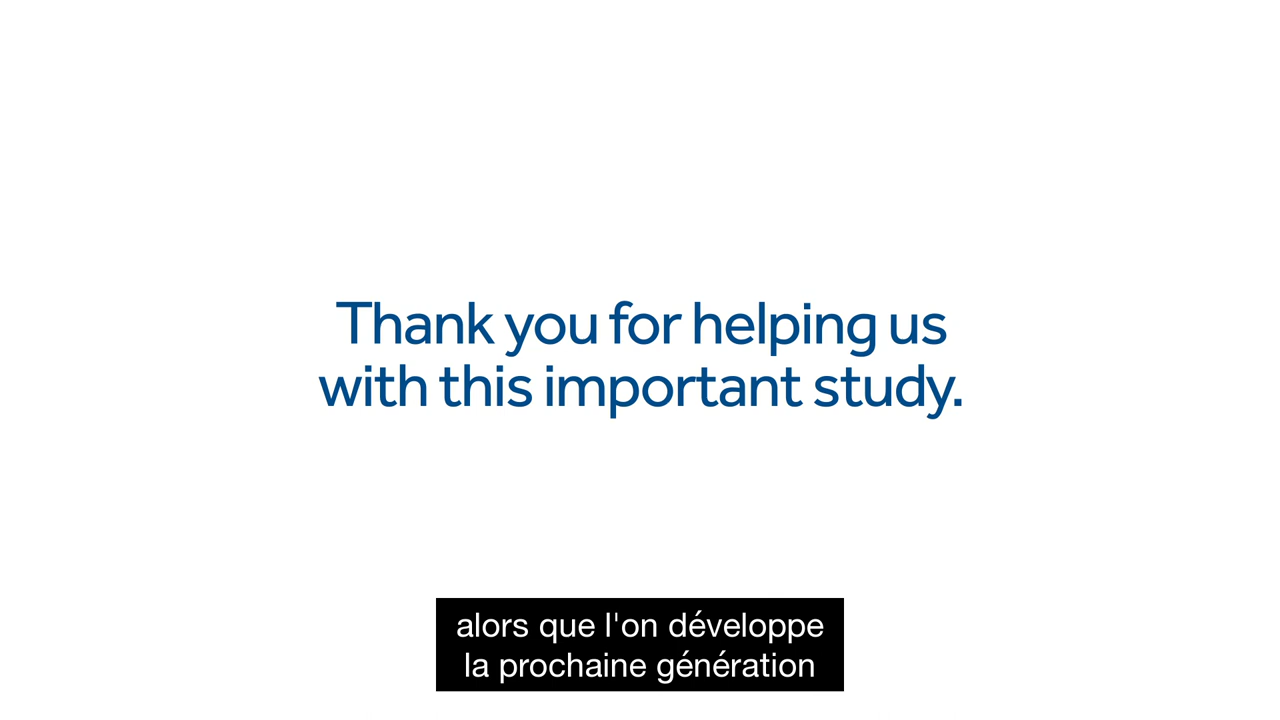 Thank you for helping us
with this important study.
alors que l'on développe
la prochaine génération